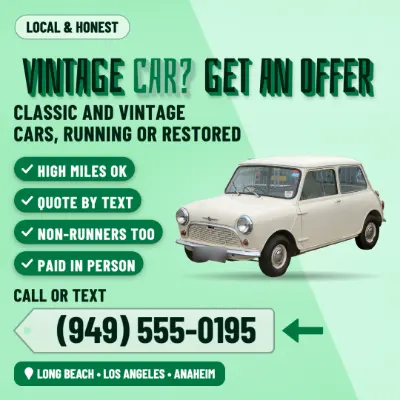 LOCAL & HONEST
VINTAGE CAR? GET AN OFFER
CLASSIC AND VINTAGE
CARS, RUNNING OR RESTORED
HIGH MILES OK
QUOTE BY TEXT
NON-RUNNERS TOO
PAID IN PERSON
CALL OR TEXT
(949) 555-0195
LONG BEACH • LOS ANGELES • ANAHEIM